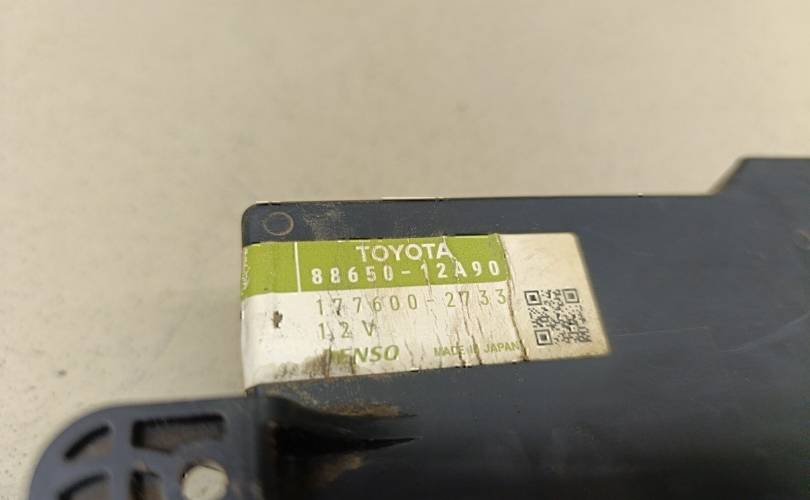 TOYOTA
88650-12A90
177600-2733
12V
DENSO MADE IN JAPAN